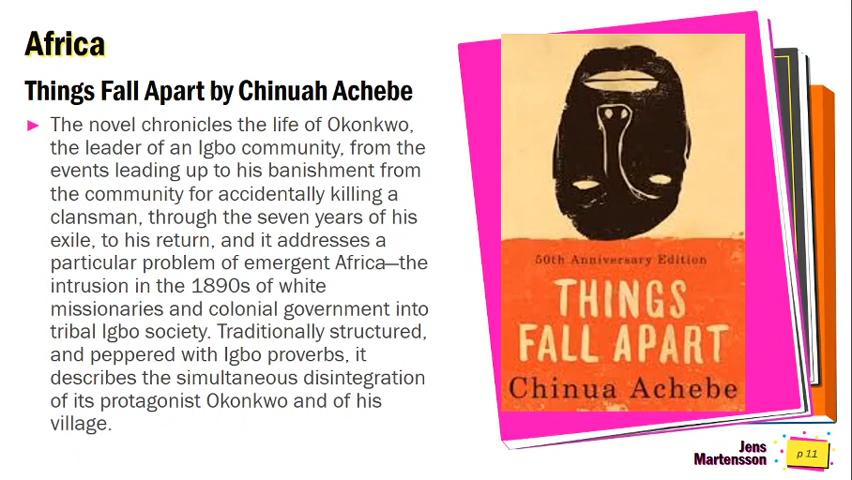 Africa
Things Fall Apart by Chinuah Achebe
► The novel chronicles the life of Okonkwo,
the leader of an Igbo community, from the
events leading up to his banishment from
the community for accidentally killing a
clansman, through the seven years of his
exile, to his return, and it addresses a
particular problem of emergent Africa—the
intrusion in the 1890s of white
missionaries and colonial government into
tribal Igbo society. Traditionally structured,
and peppered with Igbo proverbs, it
describes the simultaneous disintegration
of its protagonist Okonkwo and of his
village.
50th Anniversary Edition
THINGS
FALL APART
Chinua Achebe
Jens
Martensson
p 11